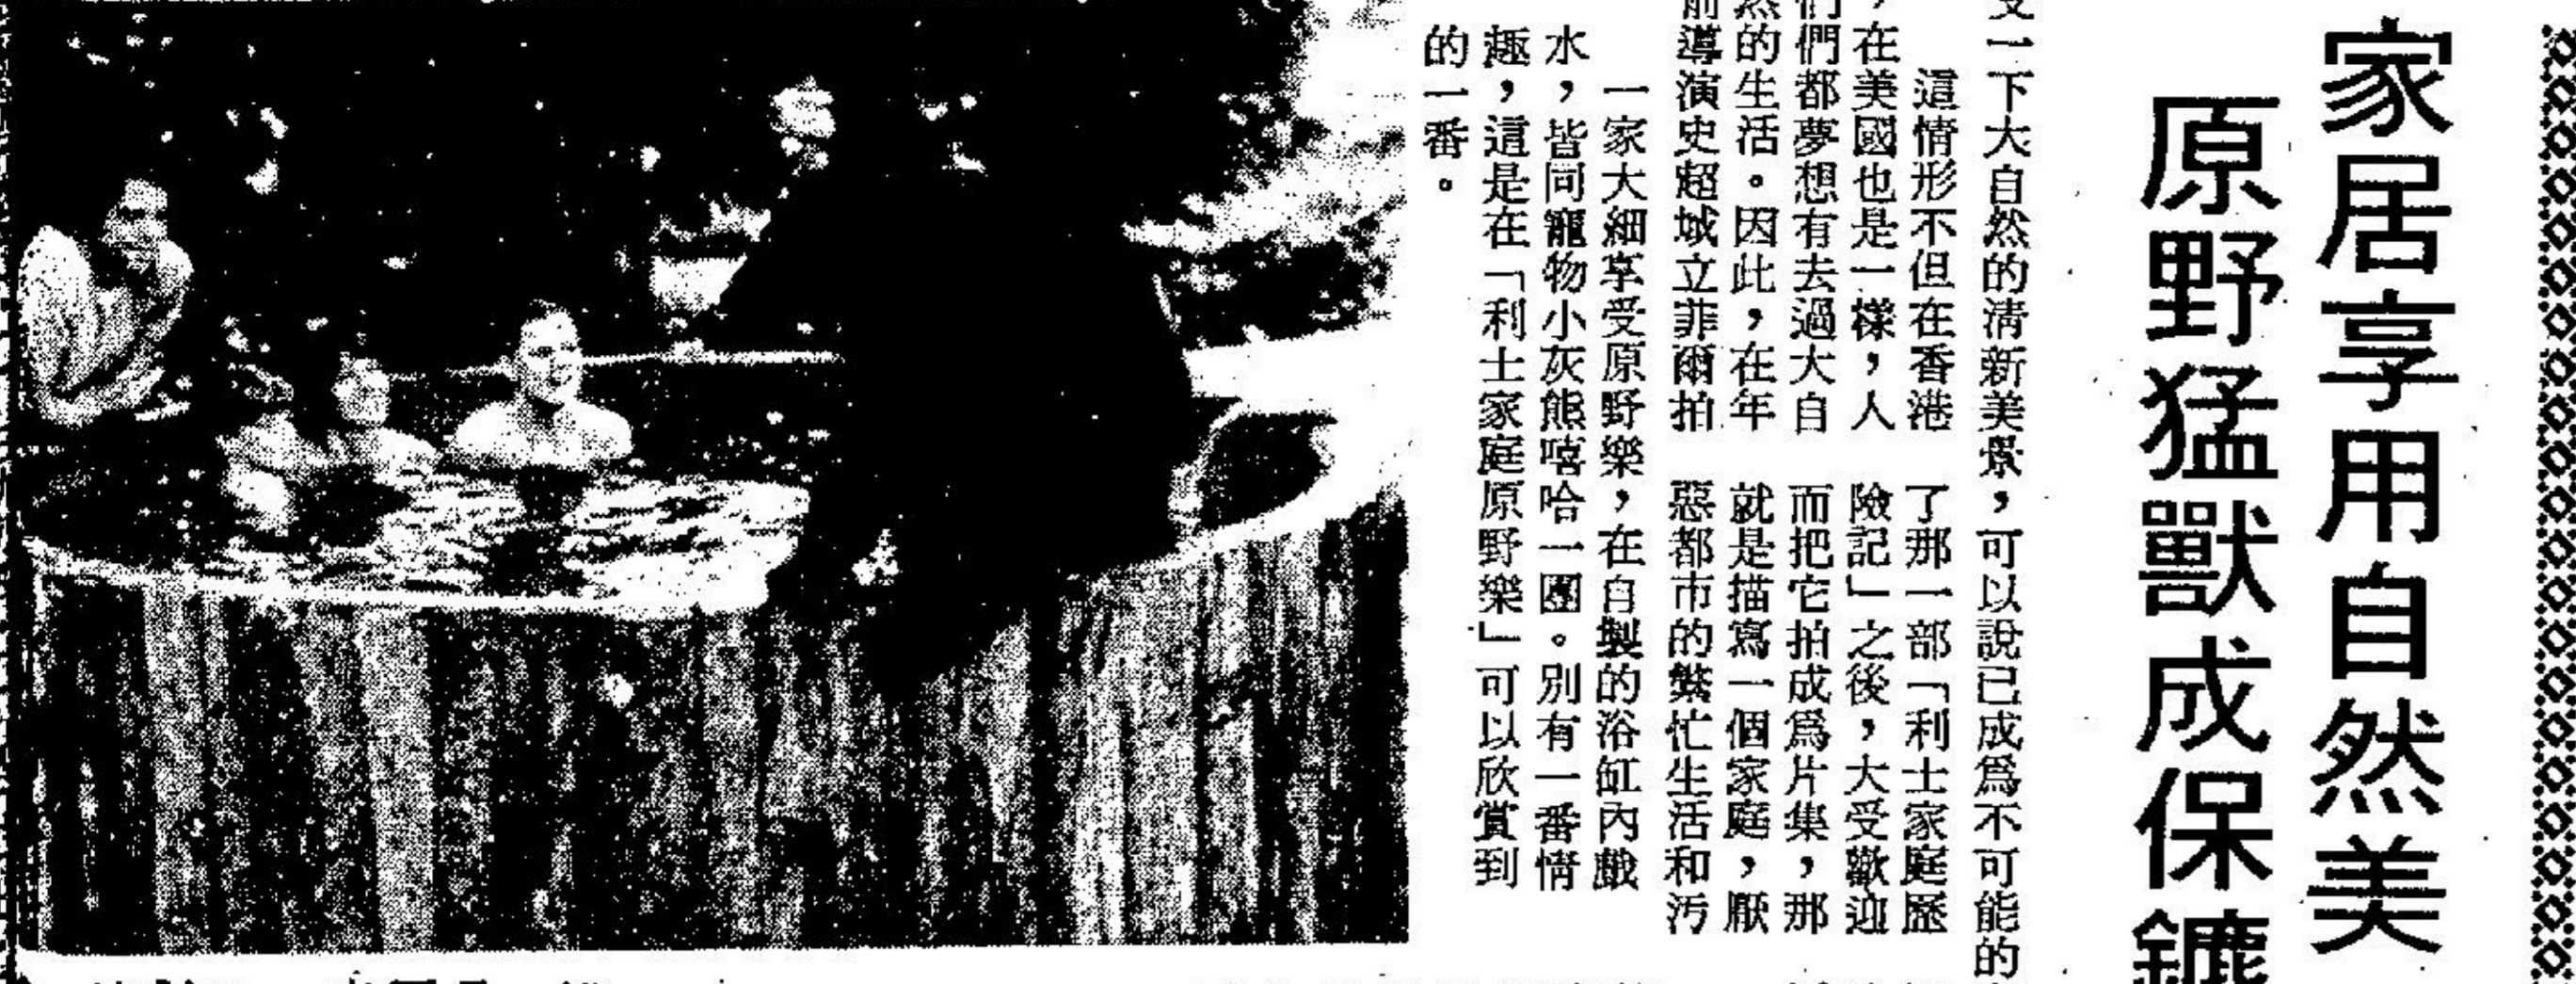 家居享用自然美
原野猛獸成保鑣
受一下大自然的清新美景，可以說已成爲不可能的
這情形不但在香港
，在美國也是一樣，人
們們都夢想有去過大自
然的生活。因此，在年
前導演史超域立菲爾拍
了那一部「利士家庭歷
險記」之後，大受歡迎
而把它拍成爲片集，那
就是描寫一個家庭，厭
惡都市的繁忙生活和污
一家大細享受原野樂，在自製的浴缸內戲
水，皆同寵物小灰熊嘻哈一團。別有一番情
趣，這是在「利士家庭原野樂」可以欣賞到
的一番。